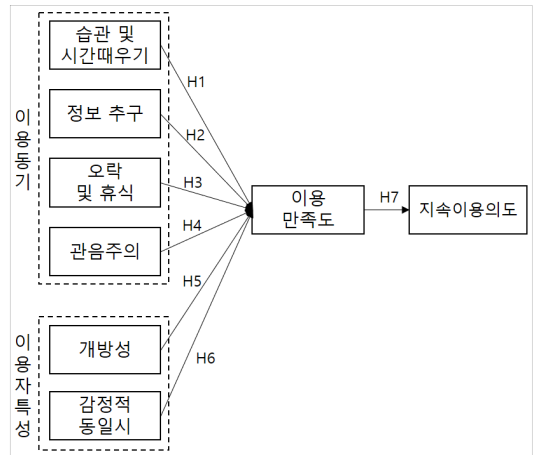 이용동기
습관 및
시간때우기
정보 추구
오락
및 휴식
관음주의
H1
H2
H3
H4
H5
H6
이용
만족도
H7
지속이용의도
이용자특성
개방성
감정적
동일시